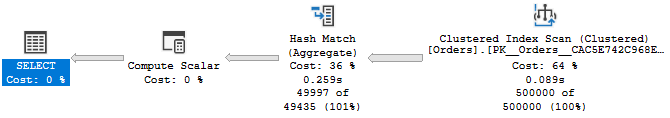 SELECT
Cost: 0 %
Compute Scalar
Cost: 0 %
Hash Match
(Aggregate)
Cost: 36 %
0.259s
49997 of
49435 (101%)
Clustered Index Scan (Clustered)
[Orders].[PK__Orders__CAC5E742C968E…
Cost: 64 %
0.089s
500000 of
500000 (100%)